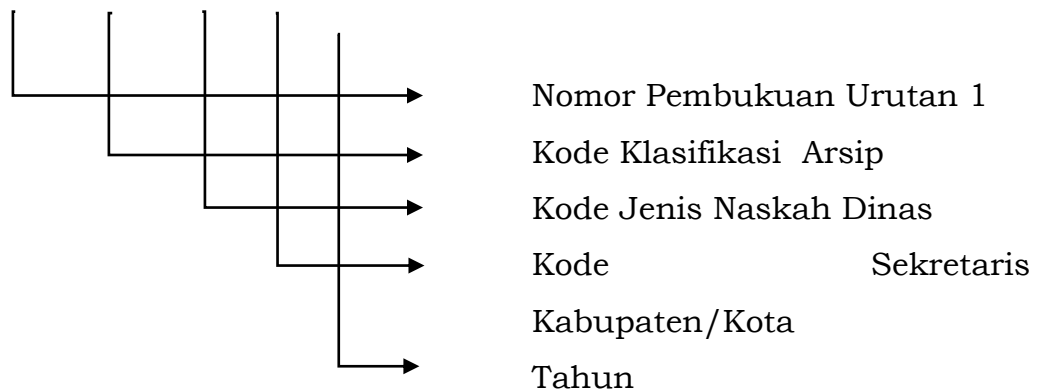 Nomor Pembukuan Urutan 1
Kode Klasifikasi Arsip
Kode Jenis Naskah Dinas
Kode Sekretaris
Kabupaten/Kota
Tahun